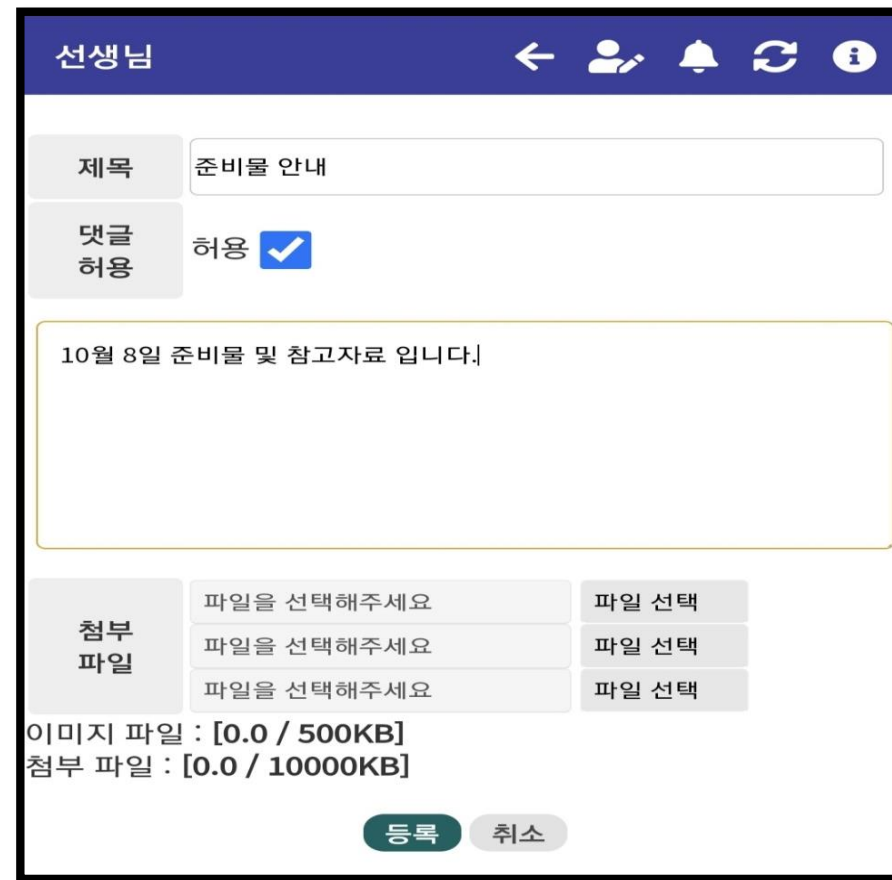 선생님
제목 준비물 안내
댓글
허용
허용
10월 8일 준비물 및 참고자료 입니다.
첨부
파일
파일을 선택해주세요 파일 선택
파일을 선택해주세요 파일 선택
파일을 선택해주세요 파일 선택
이미지 파일 : [0.0 / 500KB]
첨부 파일 : [0.0 / 10000KB]
등록 취소